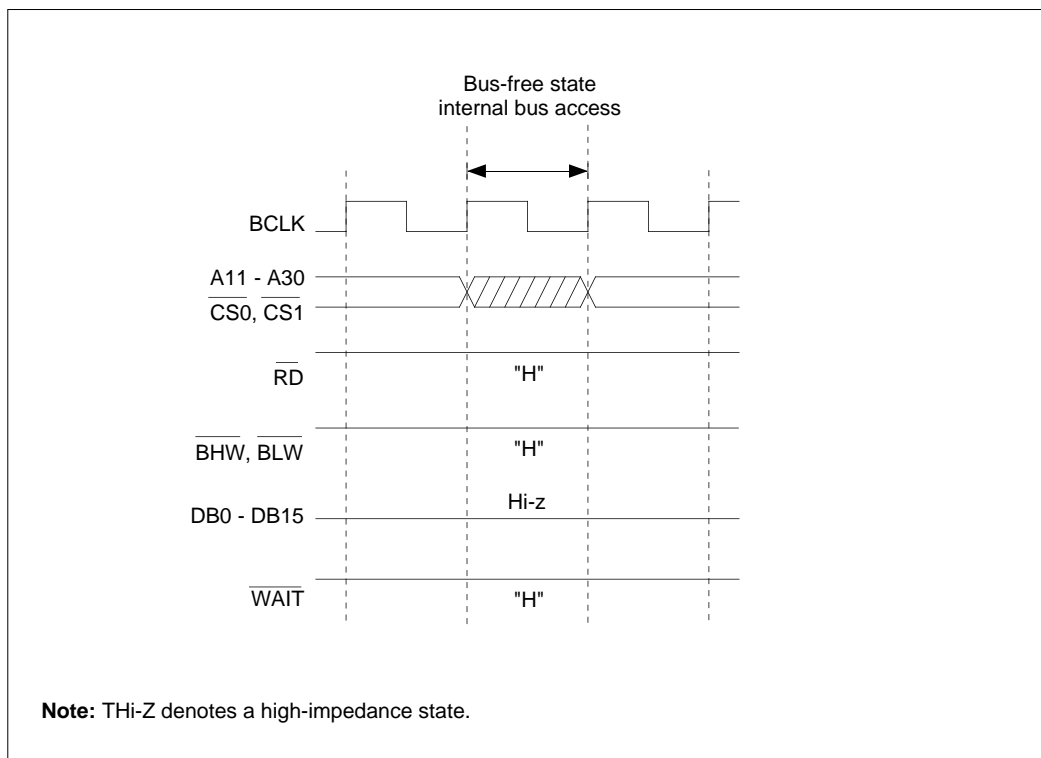 Bus-free state
internal bus access
BCLK
A11 - A30
CS0, CS1
RD
"H"
BHW, BLW
"H"
Hi-z
DB0 - DB15
WAIT
"H"
Note: THi-Z denotes a high-impedance state.